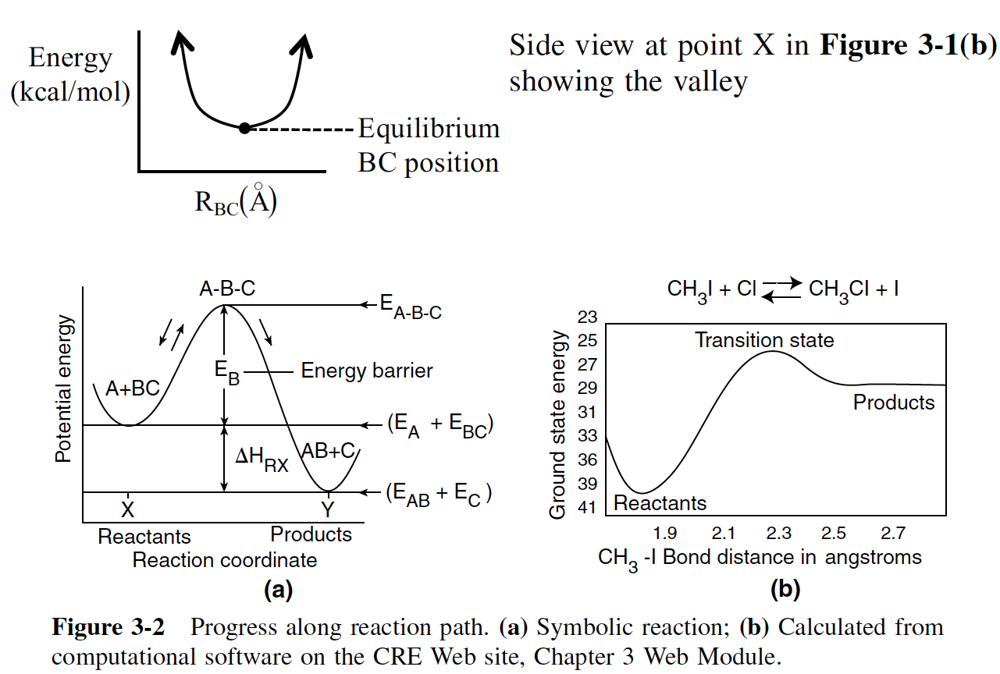 Energy
(kcal/mol)
Equilibrium
BC position
R_BC(Å)
Side view at point X in Figure 3-1(b)
showing the valley
A-B-C
E_A-B-C
Potential energy
A+BC
E_B
Energy barrier
(E_A + E_BC)
ΔH_RX
AB+C
(E_AB + E_C )
X
Y
Reactants
Products
Reaction coordinate
(a)
CH₃I + Cl ⇄ CH₃Cl + I
Ground state energy
23
25
27
29
31
33
36
39
41
Transition state
Products
Reactants
1.9 2.1 2.3 2.5 2.7
CH₃ -I Bond distance in angstroms
(b)
Figure 3-2 Progress along reaction path. (a) Symbolic reaction; (b) Calculated from
computational software on the CRE Web site, Chapter 3 Web Module.